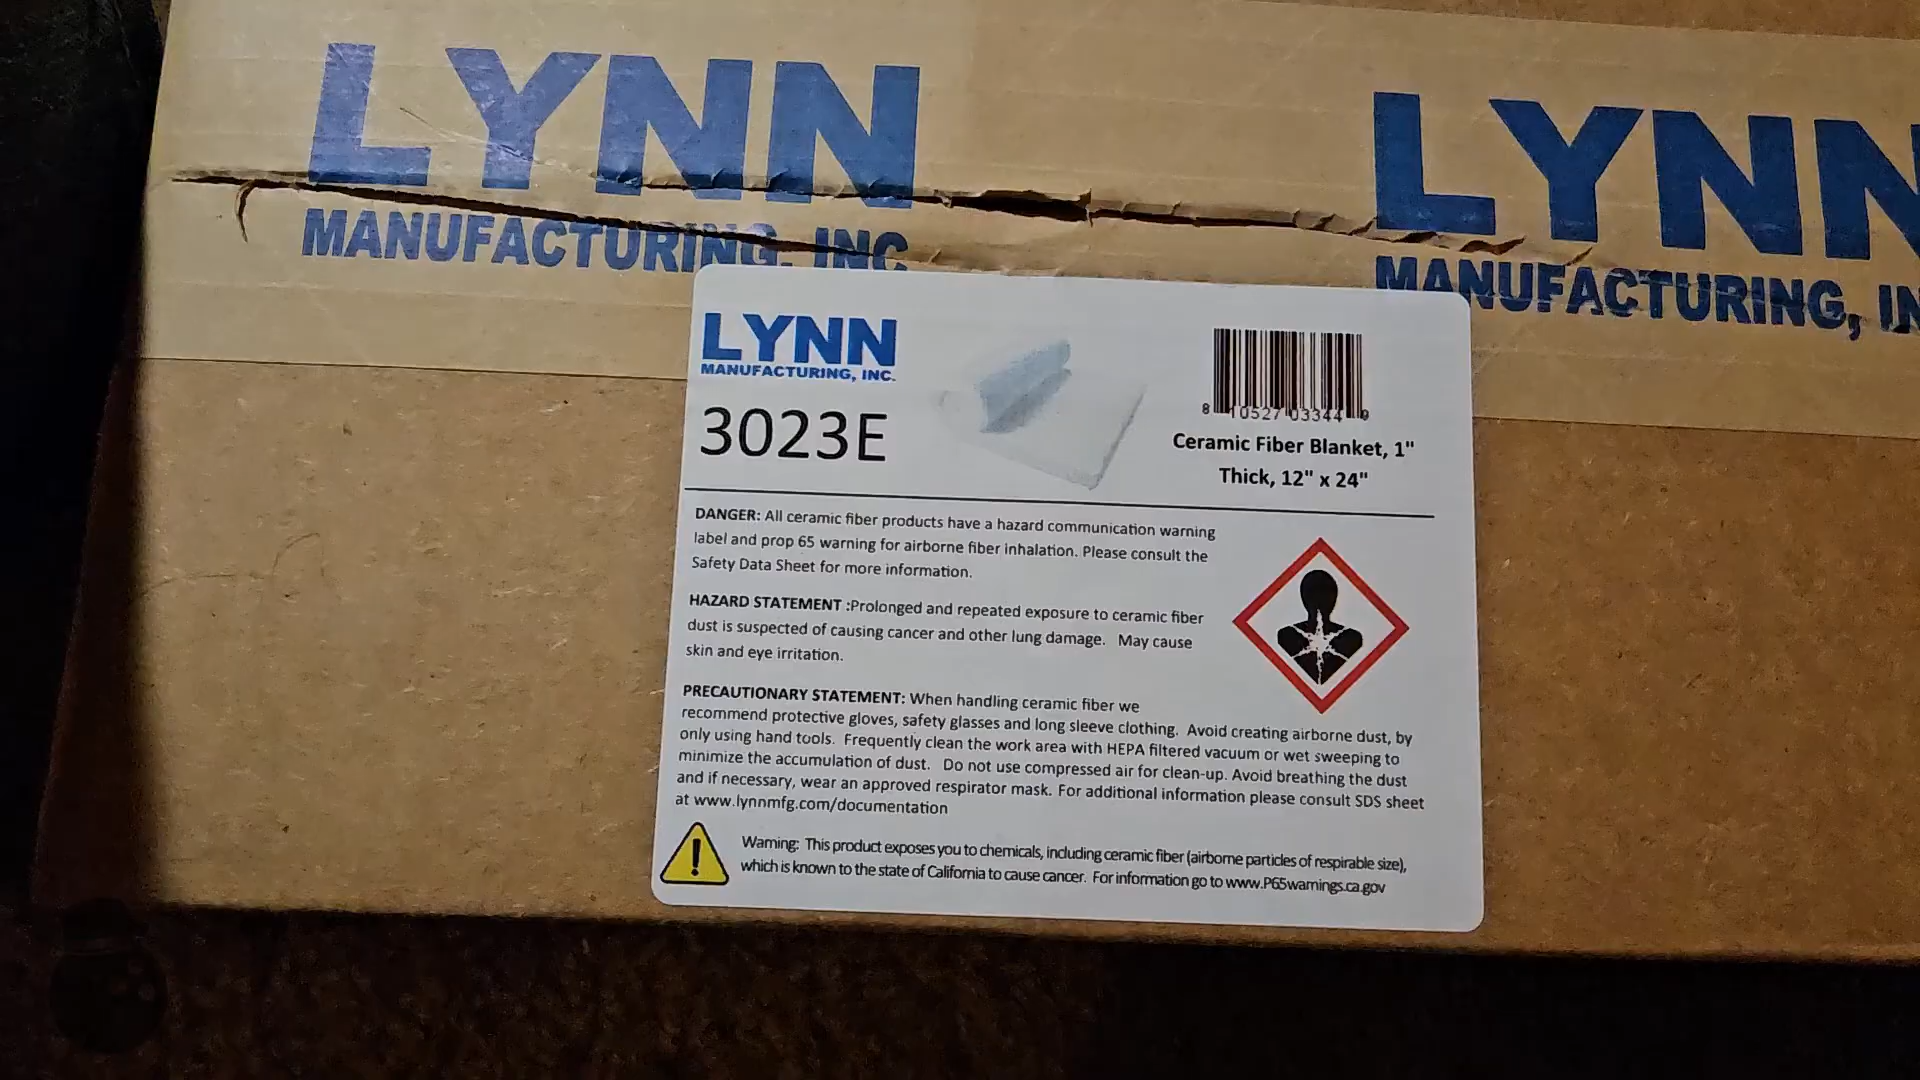 LYNN
MANUFACTURING, INC
LYNN
MANUFACTURING, IN
LYNN
MANUFACTURING, INC.
3023E
8 10527 03344 9
Ceramic Fiber Blanket, 1"
Thick, 12" x 24"
DANGER: All ceramic fiber products have a hazard communication warning
label and prop 65 warning for airborne fiber inhalation. Please consult the
Safety Data Sheet for more information.
HAZARD STATEMENT :Prolonged and repeated exposure to ceramic fiber
dust is suspected of causing cancer and other lung damage. May cause
skin and eye irritation.
PRECAUTIONARY STATEMENT: When handling ceramic fiber we
recommend protective gloves, safety glasses and long sleeve clothing. Avoid creating airborne dust, by
only using hand tools. Frequently clean the work area with HEPA filtered vacuum or wet sweeping to
minimize the accumulation of dust. Do not use compressed air for clean-up. Avoid breathing the dust
and if necessary, wear an approved respirator mask. For additional information please consult SDS sheet
at www.lynnmfg.com/documentation
Warning: This product exposes you to chemicals, including ceramic fiber (airborne particles of respirable size),
which is known to the state of California to cause cancer. For information go to www.P65warnings.ca.gov